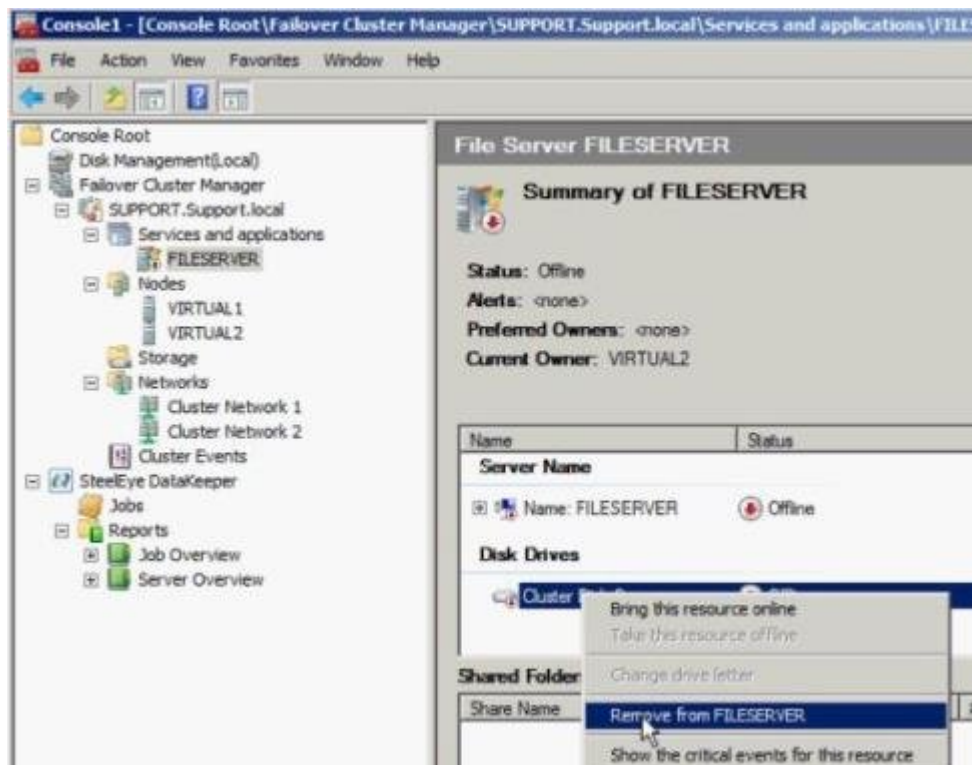 Console1 - [Console Root\Failover Cluster Manager\SUPPORT.Support.local\Services and applications\FILE
File Action View Favorites Window Help
Console Root
Disk Management(Local)
Failover Cluster Manager
SUPPORT.Support.local
Services and applications
FILESERVER
Nodes
VIRTUAL1
VIRTUAL2
Storage
Networks
Cluster Network 1
Cluster Network 2
Cluster Events
SteelEye DataKeeper
Jobs
Reports
Job Overview
Server Overview
File Server FILESERVER
Summary of FILESERVER
Status: Offline
Alerts: <none>
Preferred Owners: <none>
Current Owner: VIRTUAL2
Name Status
Server Name
Name: FILESERVER Offline
Disk Drives
Cluster
Bring this resource online
Take this resource offline
Change drive letter
Remove from FILESERVER
Show the critical events for this resource
Shared Folder
Share Name